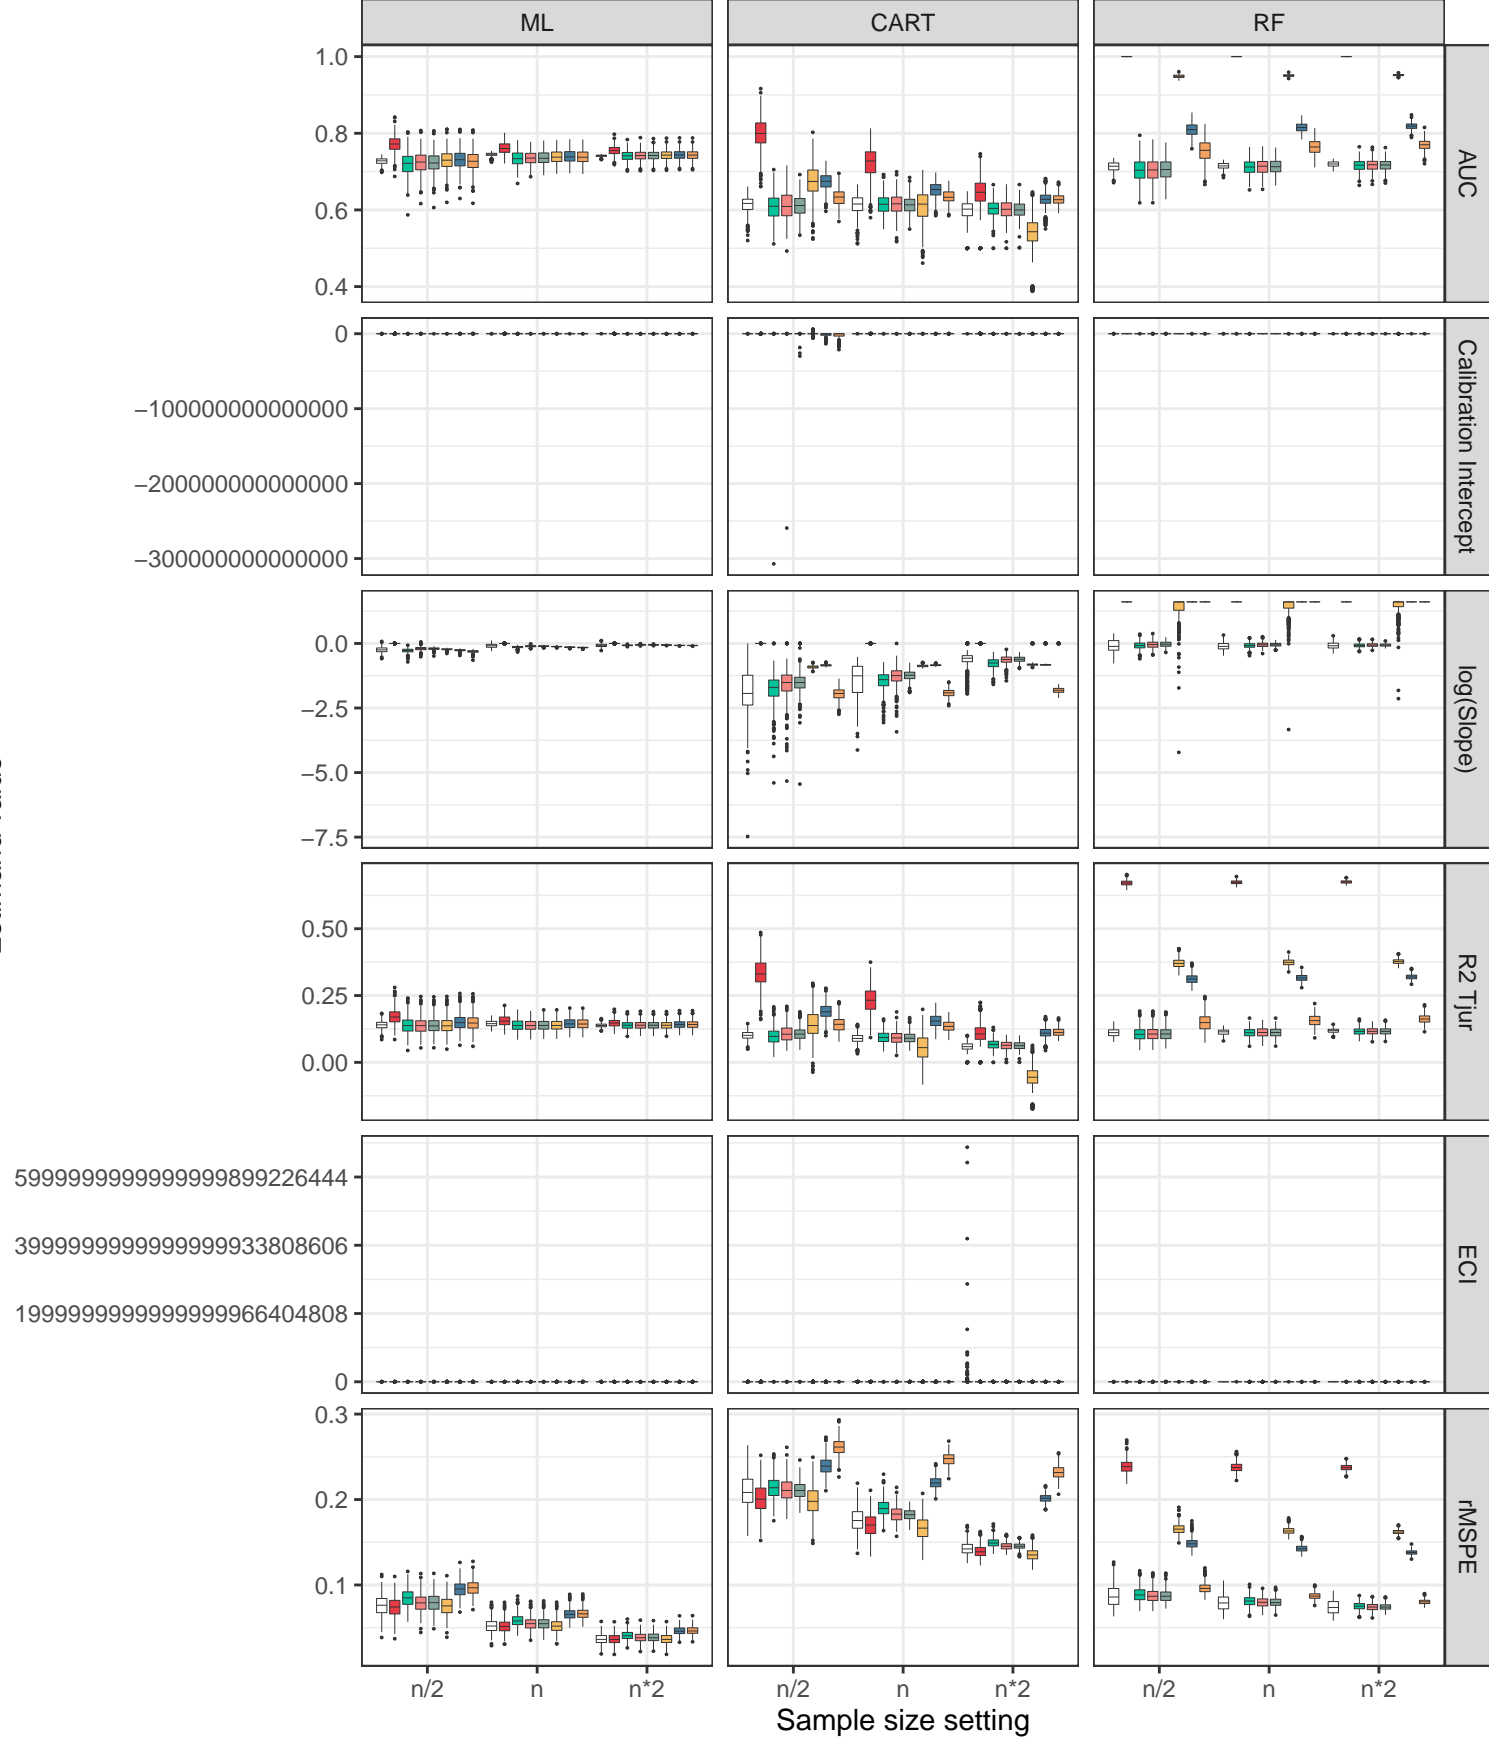 ML CART RF
1.0
0.8
0.6
0.4
AUC
0
−100000000000000
−200000000000000
−300000000000000
Calibration Intercept
0.0
−2.5
−5.0
−7.5
log(Slope)
0.50
0.25
0.00
R2 Tjur
5999999999999999899226444
3999999999999999933808606
1999999999999999966404808
0
ECI
0.3
0.2
0.1
rMSPE
n/2 n n*2 n/2 n n*2 n/2 n n*2
Sample size setting